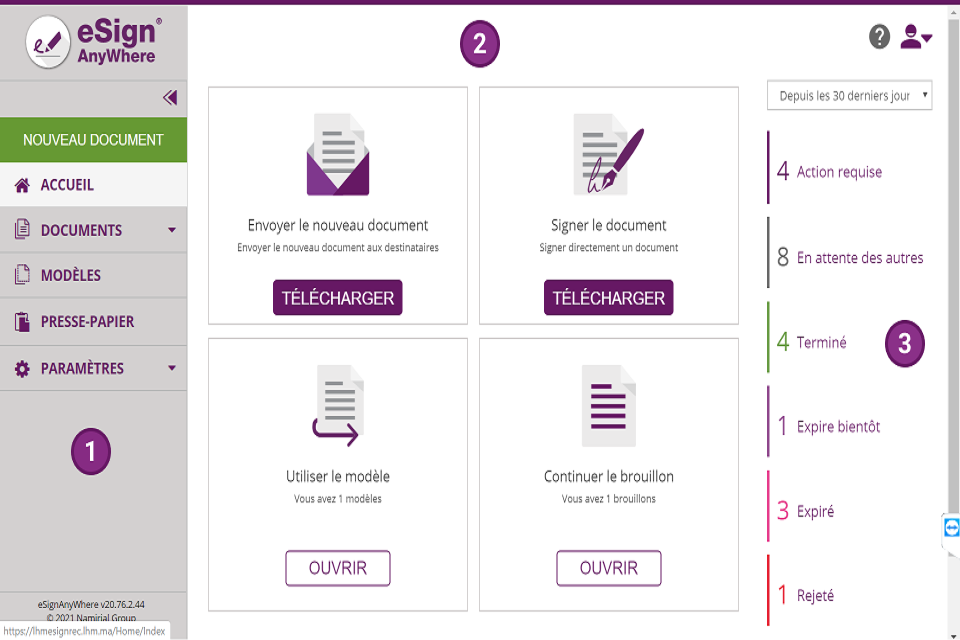 eSign®
AnyWhere
NOUVEAU DOCUMENT
ACCUEIL
DOCUMENTS
MODÈLES
PRESSE-PAPIER
PARAMÈTRES
1
eSignAnyWhere v20.76.2.44
© 2021 Namirial Group
https://lhmesignrec.lhm.ma/Home/Index
2
?
Envoyer le nouveau document
Envoyer le nouveau document aux destinataires
TÉLÉCHARGER
Signer le document
Signer directement un document
TÉLÉCHARGER
Utiliser le modèle
Vous avez 1 modèles
OUVRIR
Continuer le brouillon
Vous avez 1 brouillons
OUVRIR
Depuis les 30 derniers jour
4 Action requise
8 En attente des autres
4 Terminé
3
1 Expire bientôt
3 Expiré
1 Rejeté